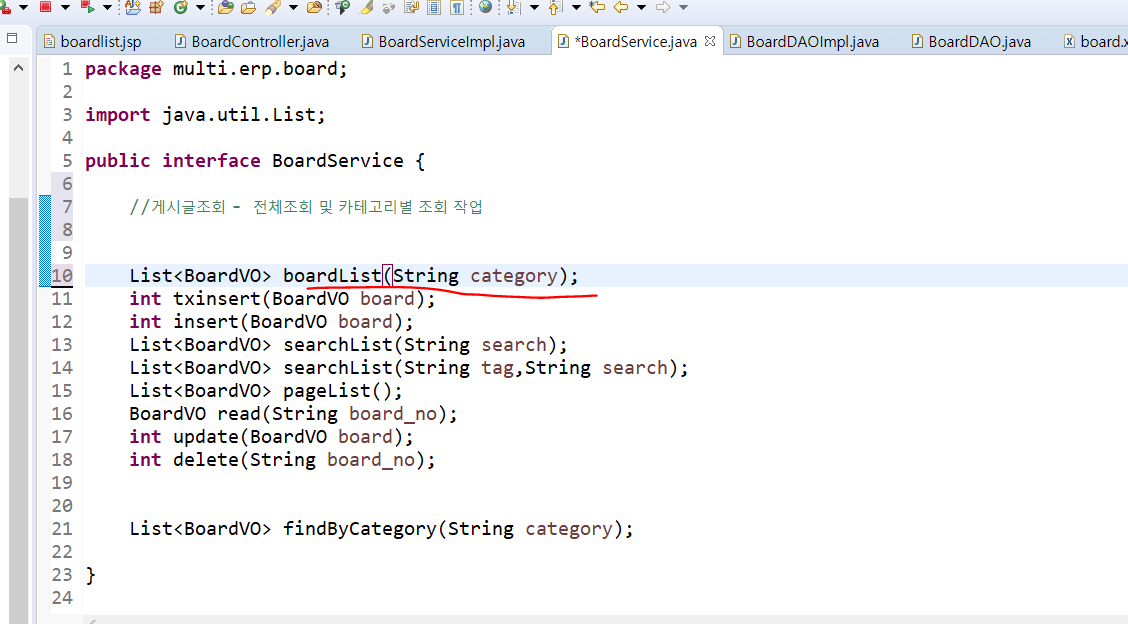 boardlist.jsp BoardController.java BoardServiceImpl.java *BoardService.java BoardDAOImpl.java BoardDAO.java board.x
1 package multi.erp.board;
2
3 import java.util.List;
4
5 public interface BoardService {
6
7 //게시글조회 - 전체조회 및 카테고리별 조회 작업
8
9
10 List<BoardVO> boardList(String category);
11 int txinsert(BoardVO board);
12 int insert(BoardVO board);
13 List<BoardVO> searchList(String search);
14 List<BoardVO> searchList(String tag,String search);
15 List<BoardVO> pageList();
16 BoardVO read(String board_no);
17 int update(BoardVO board);
18 int delete(String board_no);
19
20
21 List<BoardVO> findByCategory(String category);
22
23 }
24